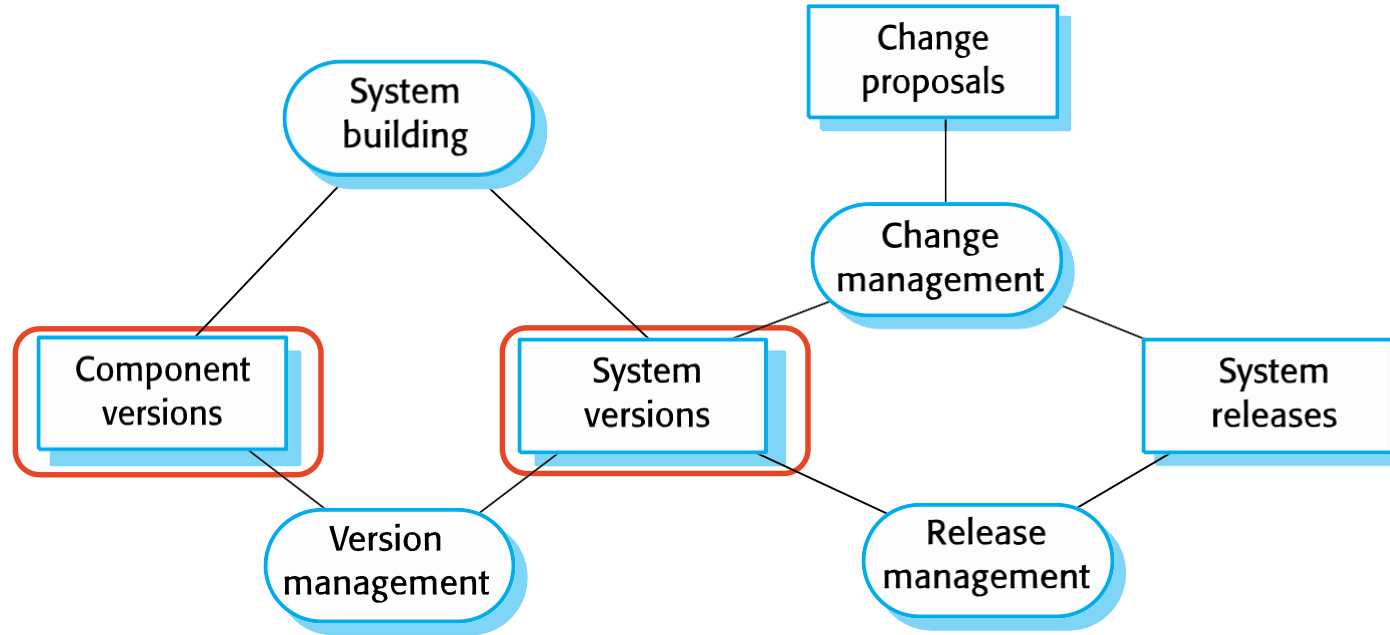 Change
proposals
System
building
Change
management
Component
versions
System
versions
System
releases
Version
management
Release
management